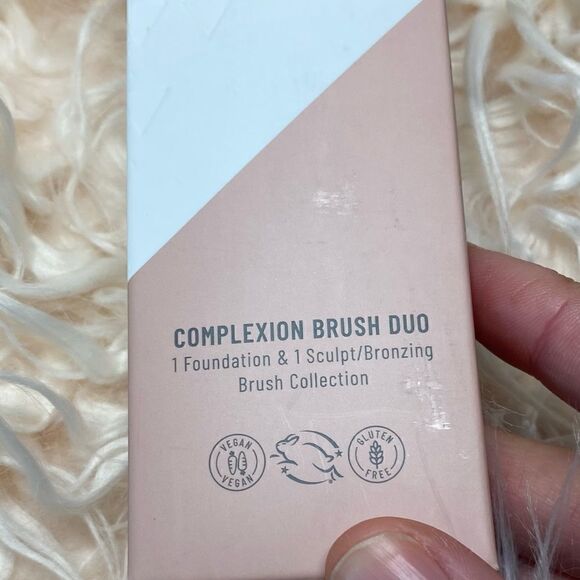 COMPLEXION BRUSH DUO
1 Foundation & 1 Sculpt/Bronzing
Brush Collection
VEGAN
VEGAN
GLUTEN
FREE